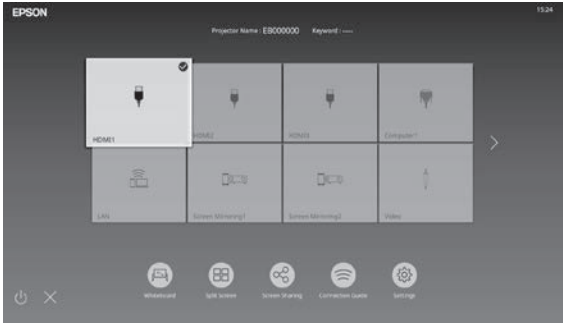 EPSON
15:24
Projector Name : EB000000 Keyword : ----
HDMI1
HDMI2
HDMI3
Computer1
LAN
Screen Mirroring1
Screen Mirroring2
Video
Whiteboard
Split Screen
Screen Sharing
Connection Guide
Settings